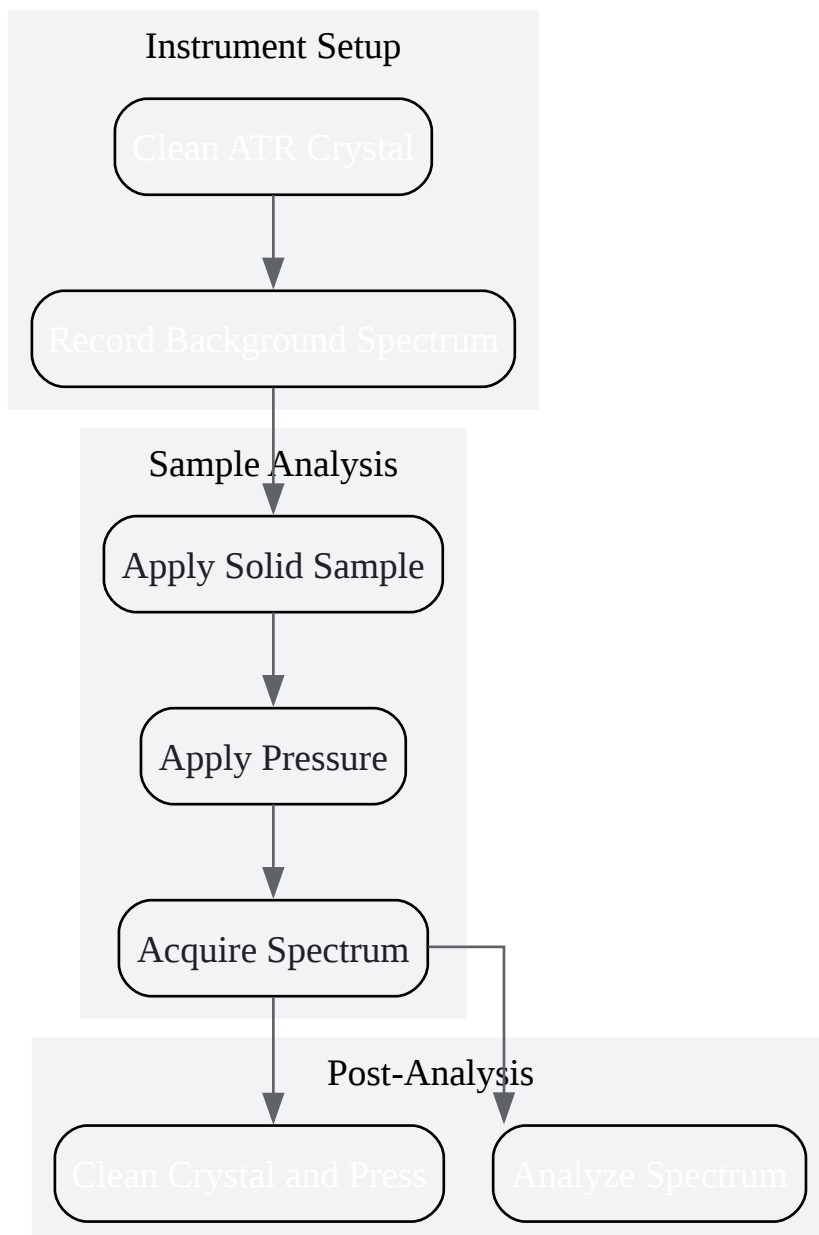 Instrument Setup
Clean ATR Crystal
Record Background Spectrum
Sample Analysis
Apply Solid Sample
Apply Pressure
Acquire Spectrum
Post-Analysis
Clean Crystal and Press
Analyze Spectrum